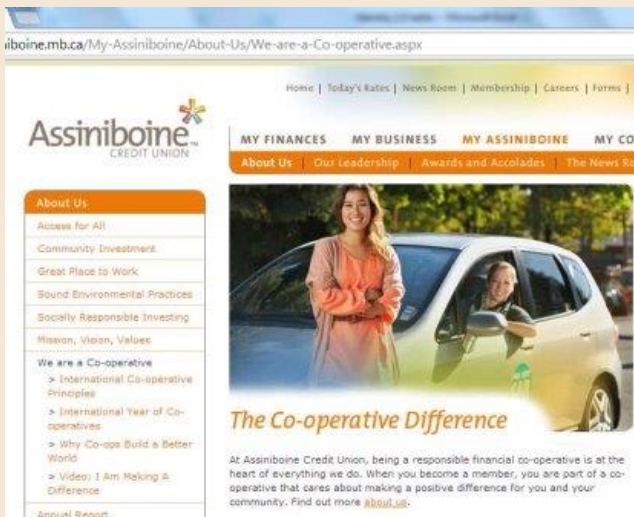 iboine.mb.ca/My-Assiniboine/About-Us/We-are-a-Co-operative.aspx
Home | Today's Rates | News Room | Membership | Careers | Forms |
Assiniboine
CREDIT UNION
MY FINANCES MY BUSINESS MY ASSINIBOINE MY CO
About Us | Our Leadership | Awards and Accolades | The News Ro
About Us
Access for All
Community Investment
Great Place to Work
Sound Environmental Practices
Socially Responsible Investing
Mission, Vision, Values
We are a Co-operative
> International Co-operative
Principles
> International Year of Co-
operatives
> Why Co-ops Build a Better
World
> Video: I Am Making A
Difference
Annual Report
The Co-operative Difference
At Assiniboine Credit Union, being a responsible financial co-operative is at the
heart of everything we do. When you become a member, you are part of a co-
operative that cares about making a positive difference for you and your
community. Find out more about us.